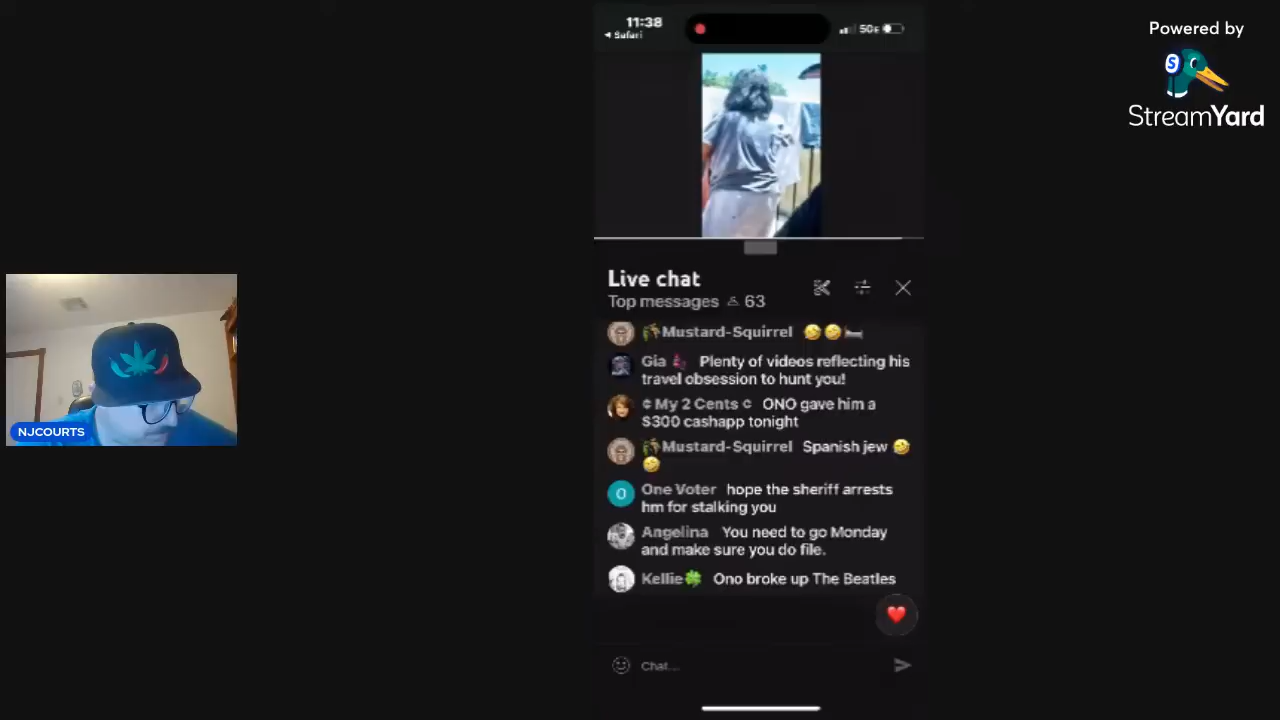 11:38
Safari
Powered by
StreamYard
Live chat
Top messages 63
Mustard-Squirrel 🤣🤣🛏
Gia Plenty of videos reflecting his
travel obsession to hunt you!
¢ My 2 Cents ¢ ONO gave him a
$300 cashapp tonight
Mustard-Squirrel Spanish jew 🤣
🤣
O One Voter hope the sheriff arrests
hm for stalking you
Angelina You need to go Monday
and make sure you do file.
Kellie🍀 Ono broke up The Beatles
Chat...
NJCOURTS